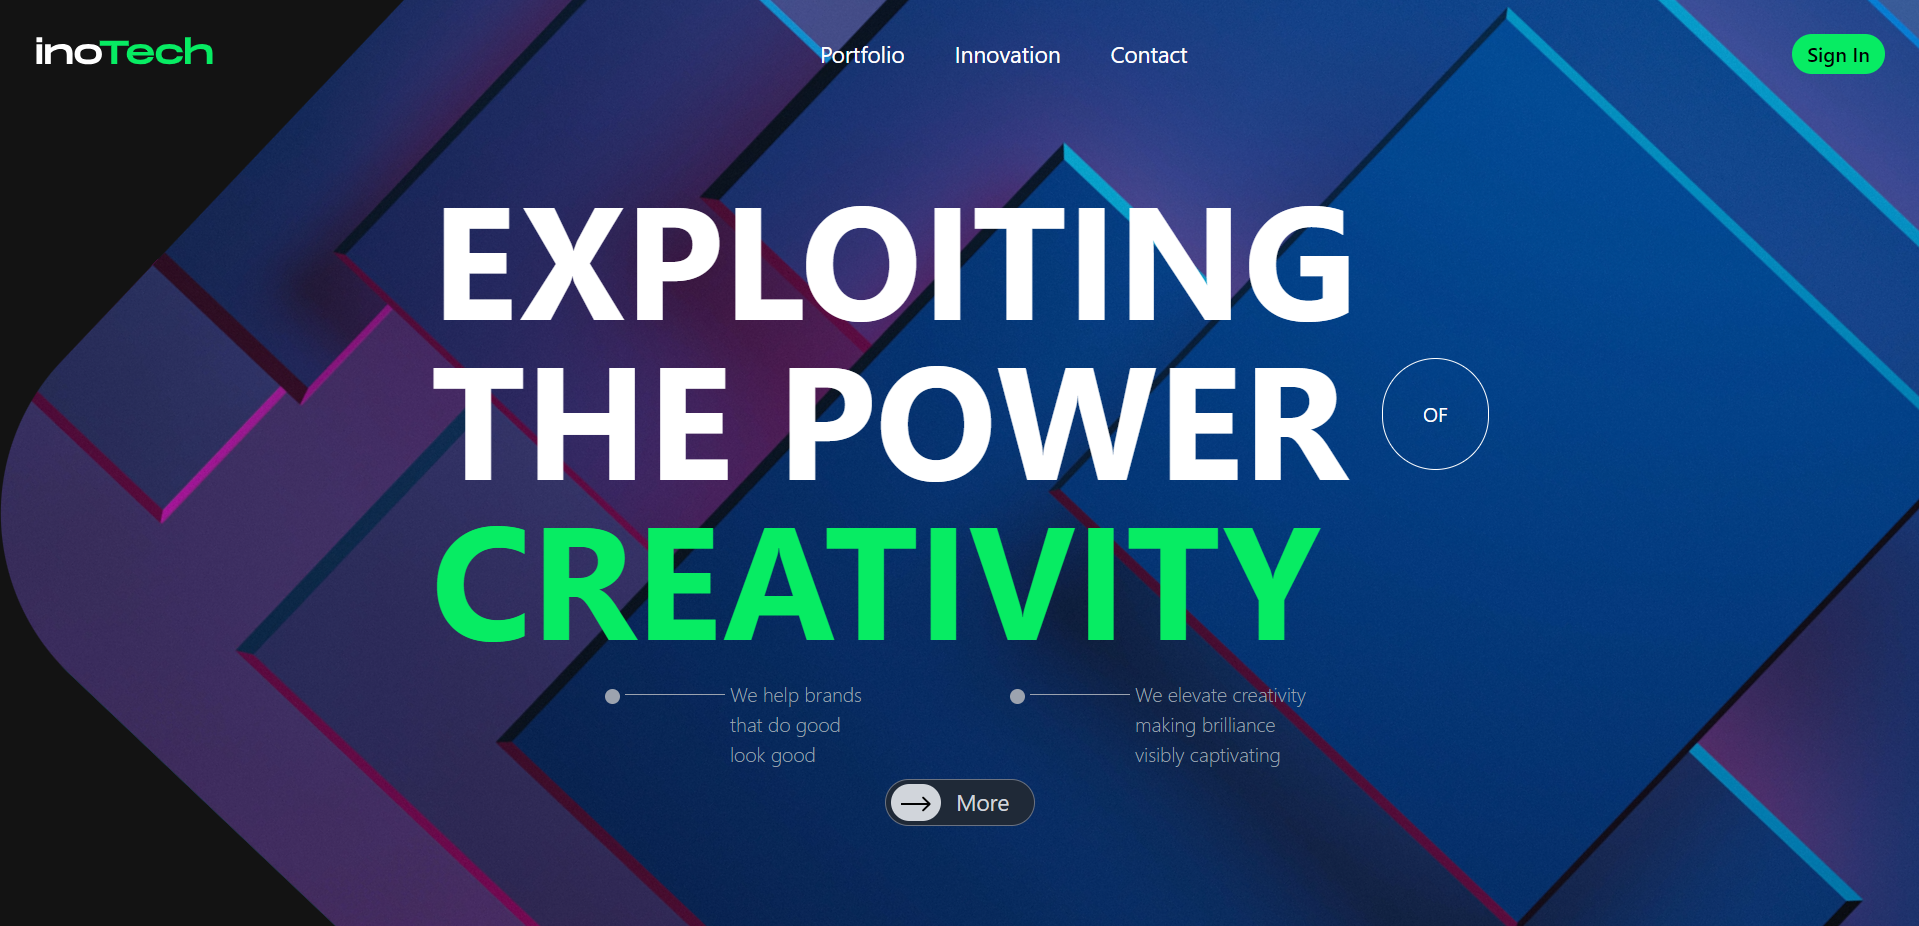 inoTech
Portfolio Innovation Contact
Sign In
EXPLOITING
THE POWER
OF
CREATIVITY
We help brands
that do good
look good
We elevate creativity
making brilliance
visibly captivating
More